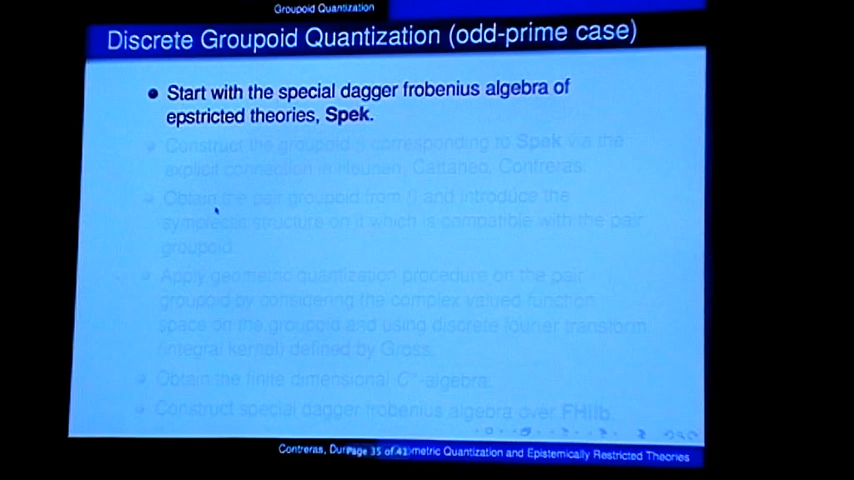 Groupoid Quantization
Discrete Groupoid Quantization (odd-prime case)
Start with the special dagger frobenius algebra of
epstricted theories, Spek.
Construct the groupoid corresponding to Spek via the
explicit connection in Heunen, Cattaneo, Contreras.
Obtain the pair groupoid from and introduce the
symplectic structure on it which is compatible with the pair
groupoid.
Apply geometric quantization procedure on the pair
groupoid by considering the complex valued function
space on the groupoid and using discrete fourier transform
(integral kernel) defined by Gross.
Obtain the finite dimensional C*-algebra.
Construct special dagger frobenius algebra over FHilb.
Contreras, Page 35 of 41 metric Quantization and Epistemically Restricted Theories